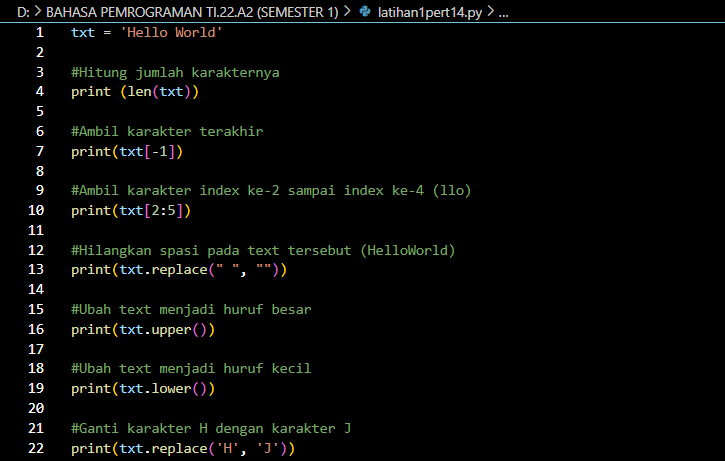 D: > BAHASA PEMROGRAMAN TI.22.A2 (SEMESTER 1) > latihan1pert14.py > ...
1 txt = 'Hello World'
2
3 #Hitung jumlah karakternya
4 print (len(txt))
5
6 #Ambil karakter terakhir
7 print(txt[-1])
8
9 #Ambil karakter index ke-2 sampai index ke-4 (llo)
10 print(txt[2:5])
11
12 #Hilangkan spasi pada text tersebut (HelloWorld)
13 print(txt.replace(" ", ""))
14
15 #Ubah text menjadi huruf besar
16 print(txt.upper())
17
18 #Ubah text menjadi huruf kecil
19 print(txt.lower())
20
21 #Ganti karakter H dengan karakter J
22 print(txt.replace('H', 'J'))